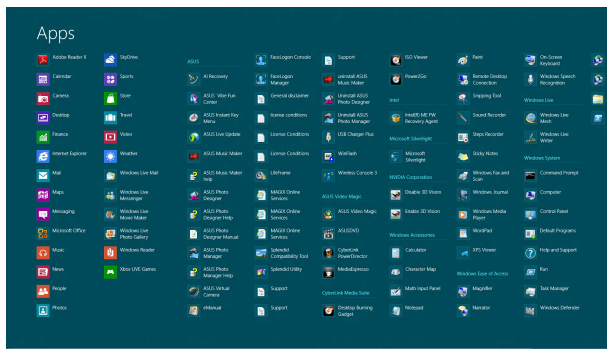 Apps
Adobe Reader X
Calendar
Camera
Desktop
Finance
Internet Explorer
Mail
Maps
Messaging
Microsoft Office
Music
News
People
Photos
SkyDrive
Sports
Store
Travel
Video
Weather
Windows Live Mail
Windows Live
Messenger
Windows Live
Movie Maker
Windows Live
Photo Gallery
Windows Reader
Xbox LIVE Games
ASUS
AI Recovery
ASUS Vibe Fun
Center
ASUS Instant Key
Menu
ASUS Live Update
ASUS Music Maker
ASUS Music Maker
help
ASUS Photo
Designer
ASUS Photo
Designer Help
ASUS Photo
Designer Manual
ASUS Photo
Manager
ASUS Photo
Manager Help
ASUS Virtual
Camera
eManual
FaceLogon Console
FaceLogon
Manager
General disclaimer
license conditions
License Conditions
License Conditions
LifeFrame
MAGIX Online
Services
MAGIX Online
Services
MAGIX Online
Services
Splendid
Compatibility Tool
Splendid Utility
Support
Support
Support
uninstall ASUS
Music Maker
Uninstall ASUS
Photo Designer
Uninstall ASUS
Photo Manager
USB Charger Plus
WinFlash
Wireless Console 3
ASUS Video Magic
ASUS Video Magic
ASUSDVD
CyberLink
PowerDirector
MediaEspresso
CyberLink Media Suite
Desktop Burning
Gadget
ISO Viewer
Power2Go
Intel
Intel(R) ME FW
Recovery Agent
Microsoft Silverlight
Microsoft
Silverlight
NVIDIA Corporation
Disable 3D Vision
Enable 3D Vision
Windows Accessories
Calculator
Character Map
Math Input Panel
Notepad
Paint
Remote Desktop
Connection
Snipping Tool
Sound Recorder
Steps Recorder
Sticky Notes
Windows Fax and
Scan
Windows Journal
Windows Media
Player
WordPad
XPS Viewer
Windows Ease of Access
Magnifier
Narrator
On-Screen
Keyboard
Windows Speech
Recognition
Windows Live
Windows Live
Mesh
Windows Live
Writer
Windows System
Command Prompt
Computer
Control Panel
Default Programs
Help and Support
Run
Task Manager
Windows Defender